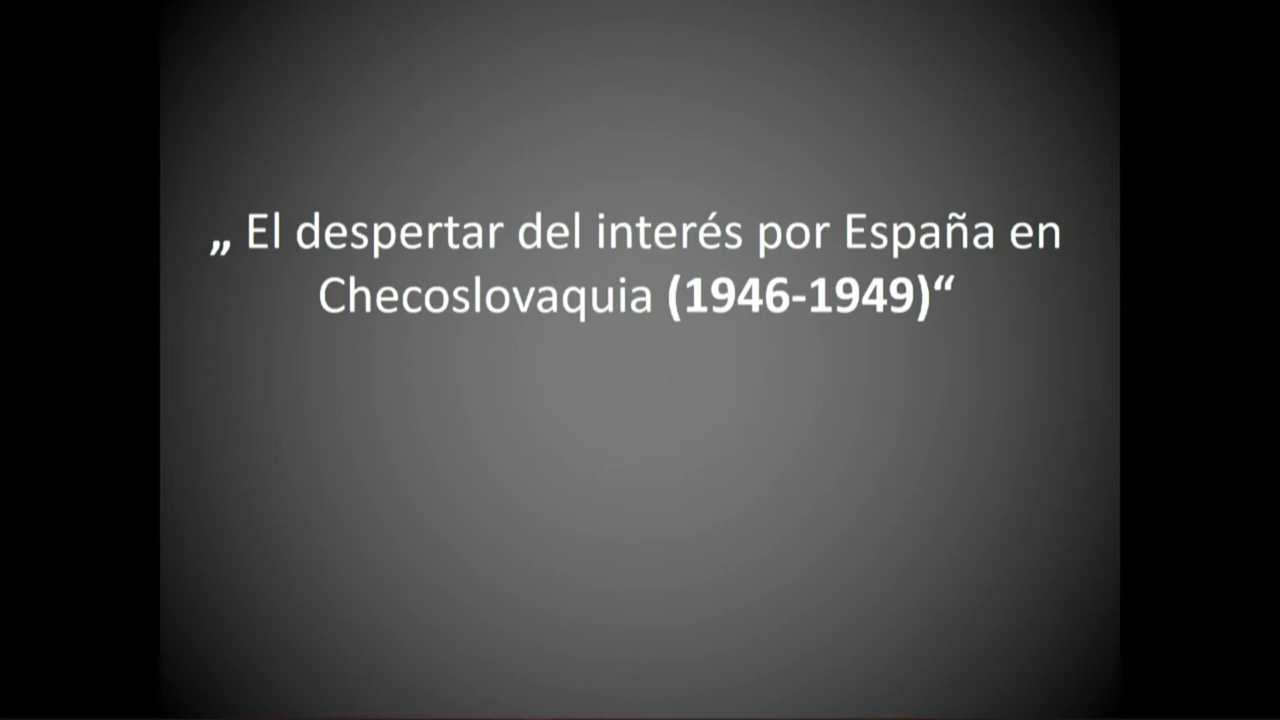 „ El despertar del interés por España en
Checoslovaquia (1946-1949)“